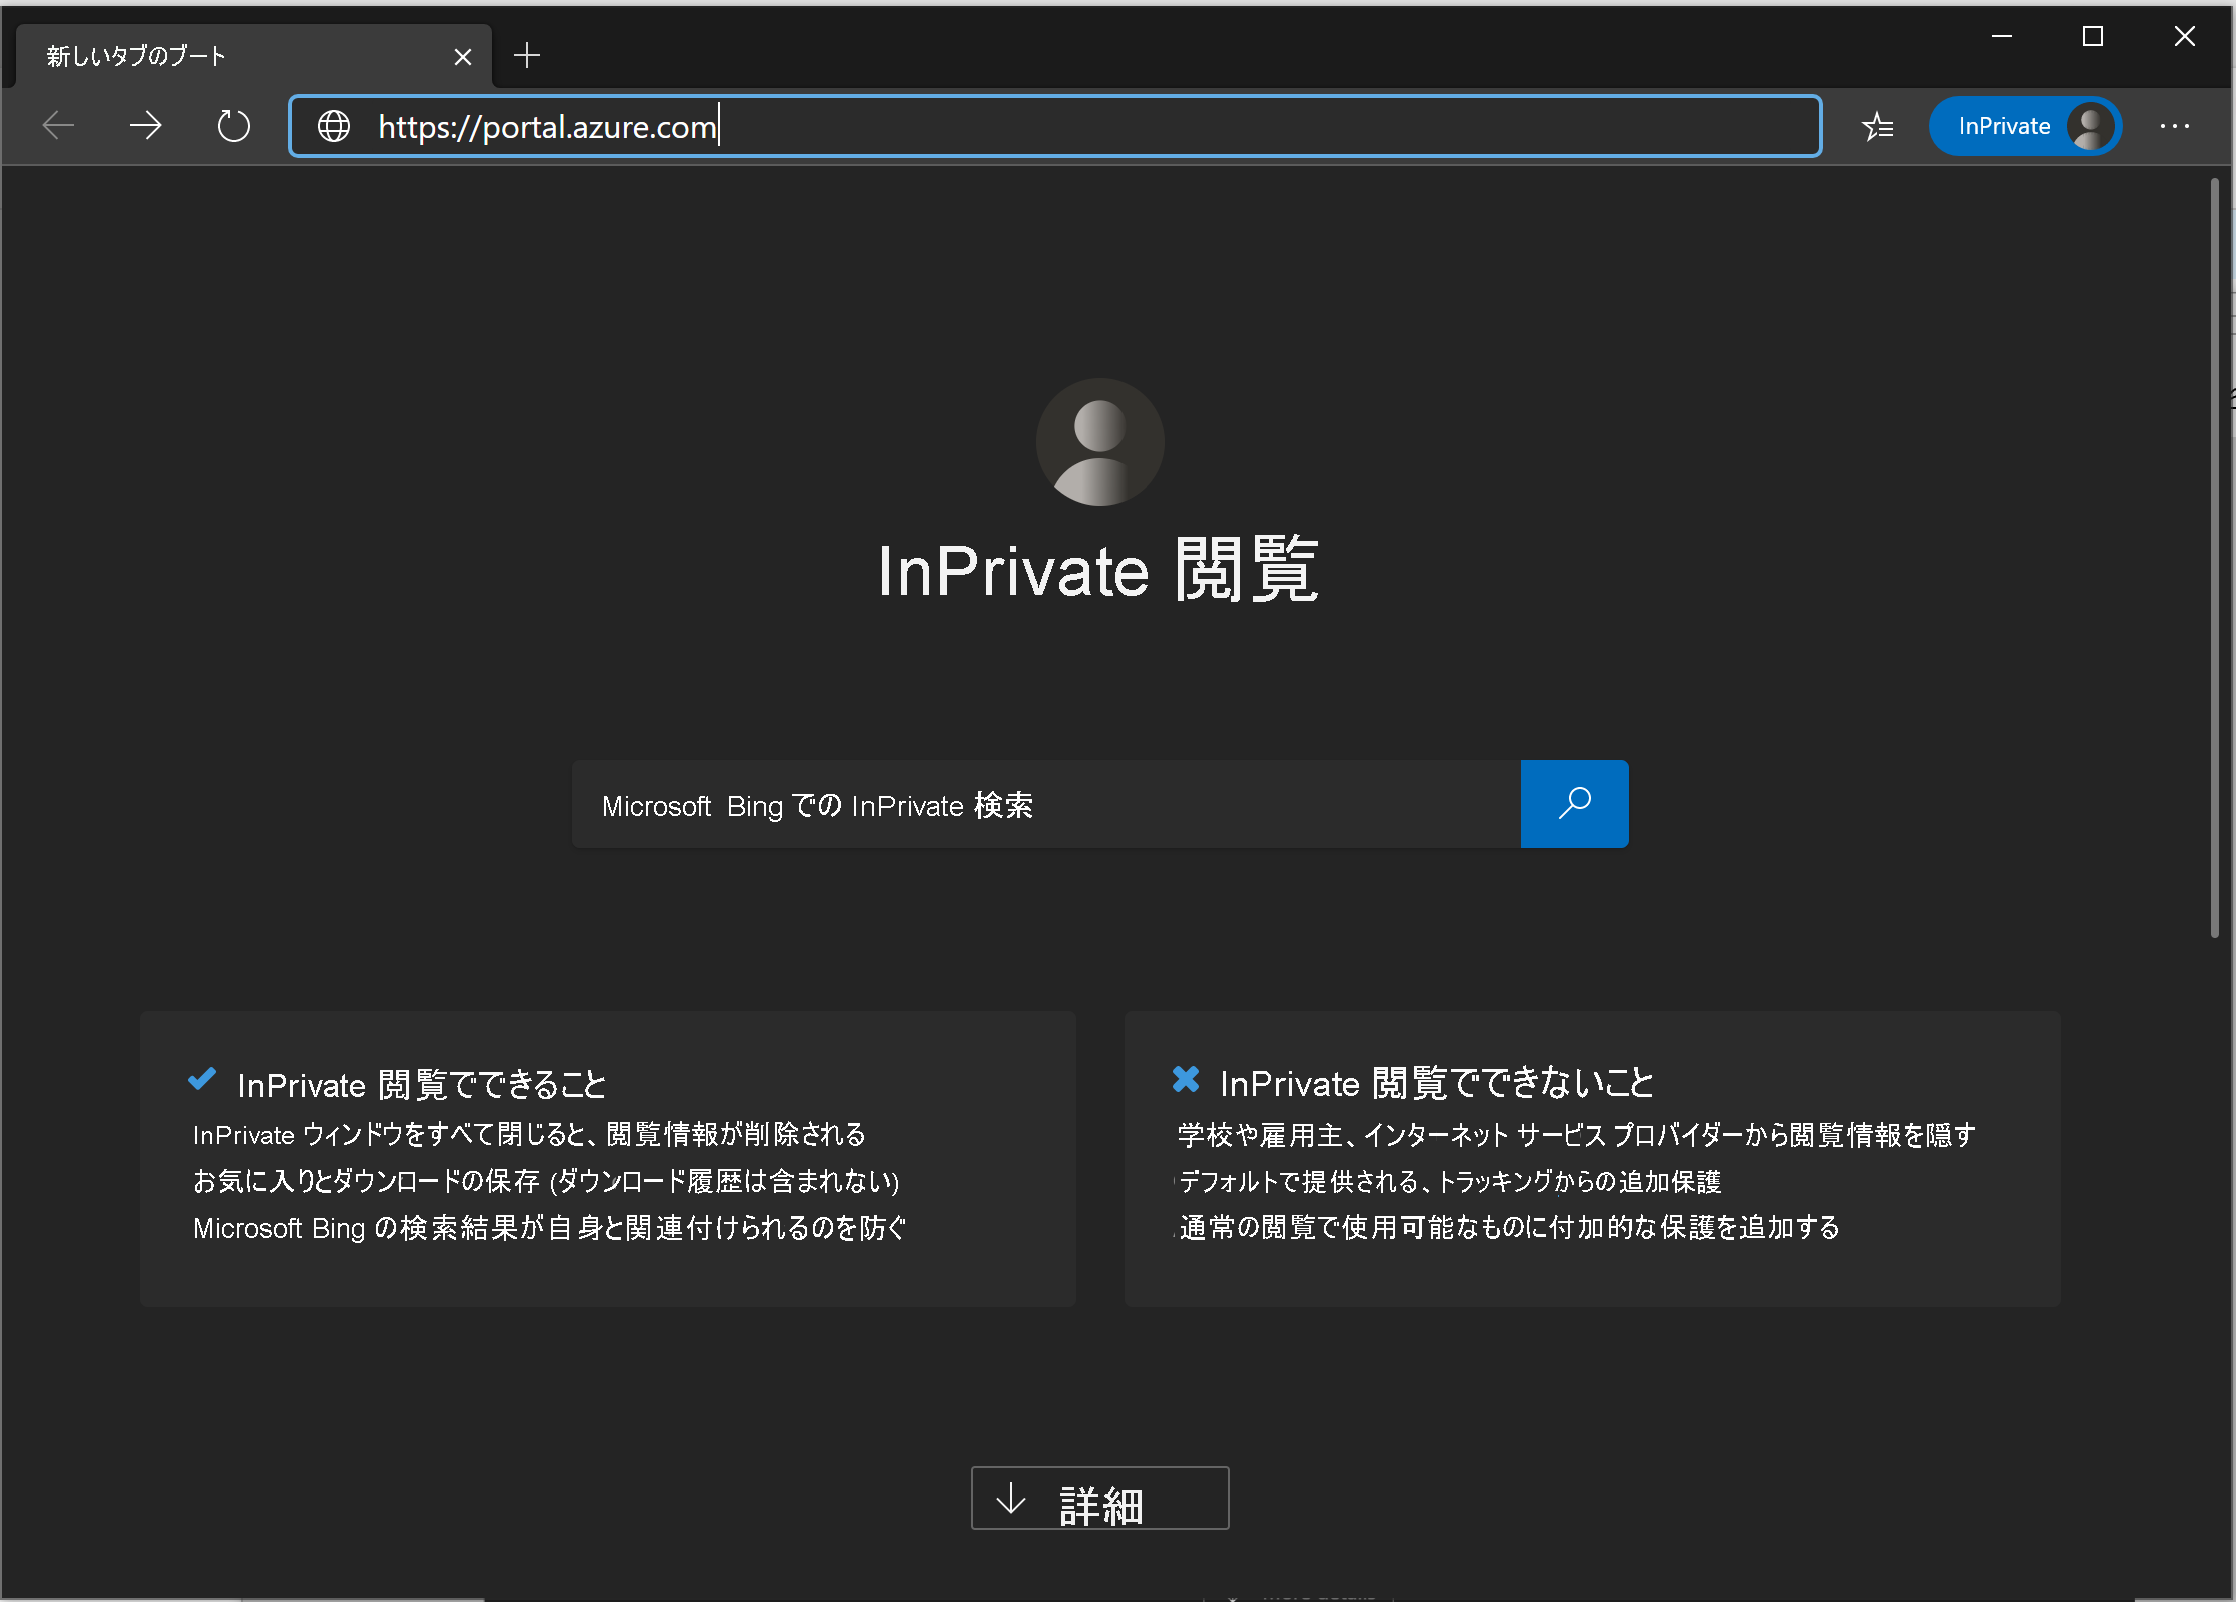 新しいタブのブート
https://portal.azure.com
InPrivate
InPrivate 閲覧
Microsoft Bing での InPrivate 検索
InPrivate 閲覧でできること
InPrivate ウィンドウをすべて閉じると、閲覧情報が削除される
お気に入りとダウンロードの保存 (ダウンロード履歴は含まれない)
Microsoft Bing の検索結果が自身と関連付けられるのを防ぐ
InPrivate 閲覧でできないこと
学校や雇用主、インターネット サービス プロバイダーから閲覧情報を隠す
デフォルトで提供される、トラッキングからの追加保護
通常の閲覧で使用可能なものに付加的な保護を追加する
詳細